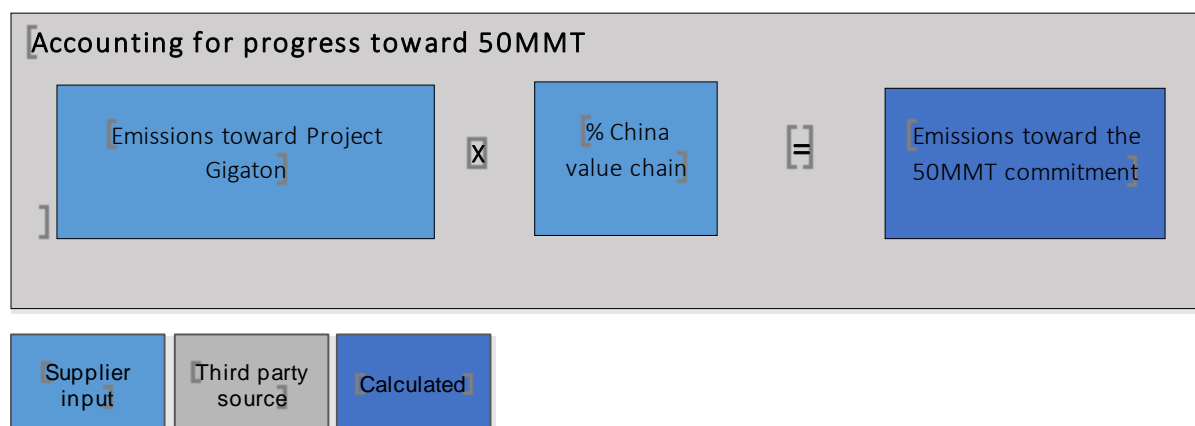 [Accounting for progress toward 50MMT
[Emissions toward Project
Gigaton]
[x]
[% China
value chain]
[=]
[Emissions toward the
50MMT commitment]
]
[Supplier
input]
[Third party
source]
[Calculated]